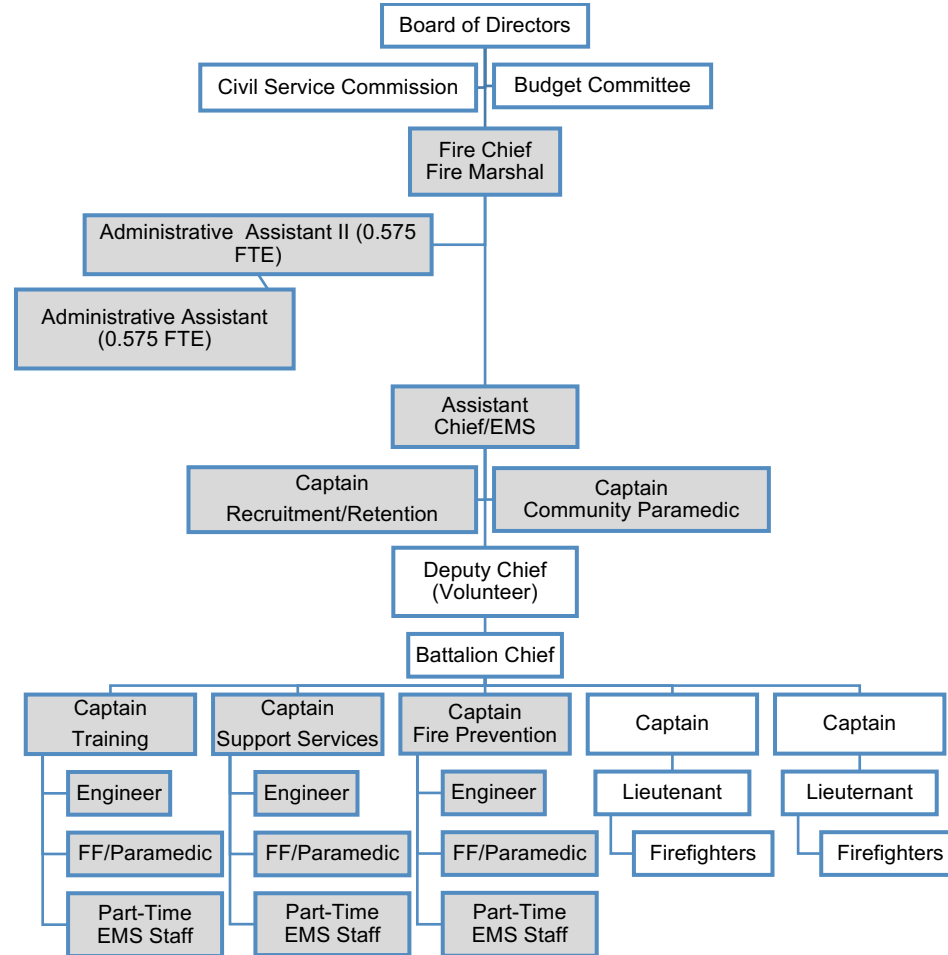 Board of Directors
Civil Service Commission
Budget Committee
Fire Chief
Fire Marshal
Administrative Assistant II (0.575
FTE)
Administrative Assistant
(0.575 FTE)
Assistant
Chief/EMS
Captain
Recruitment/Retention
Captain
Community Paramedic
Deputy Chief
(Volunteer)
Battalion Chief
Captain
Training
Engineer
FF/Paramedic
Part-Time
EMS Staff
Captain
Support Services
Engineer
FF/Paramedic
Part-Time
EMS Staff
Captain
Fire Prevention
Engineer
FF/Paramedic
Part-Time
EMS Staff
Captain
Lieutenant
Firefighters
Captain
Lieuternant
Firefighters